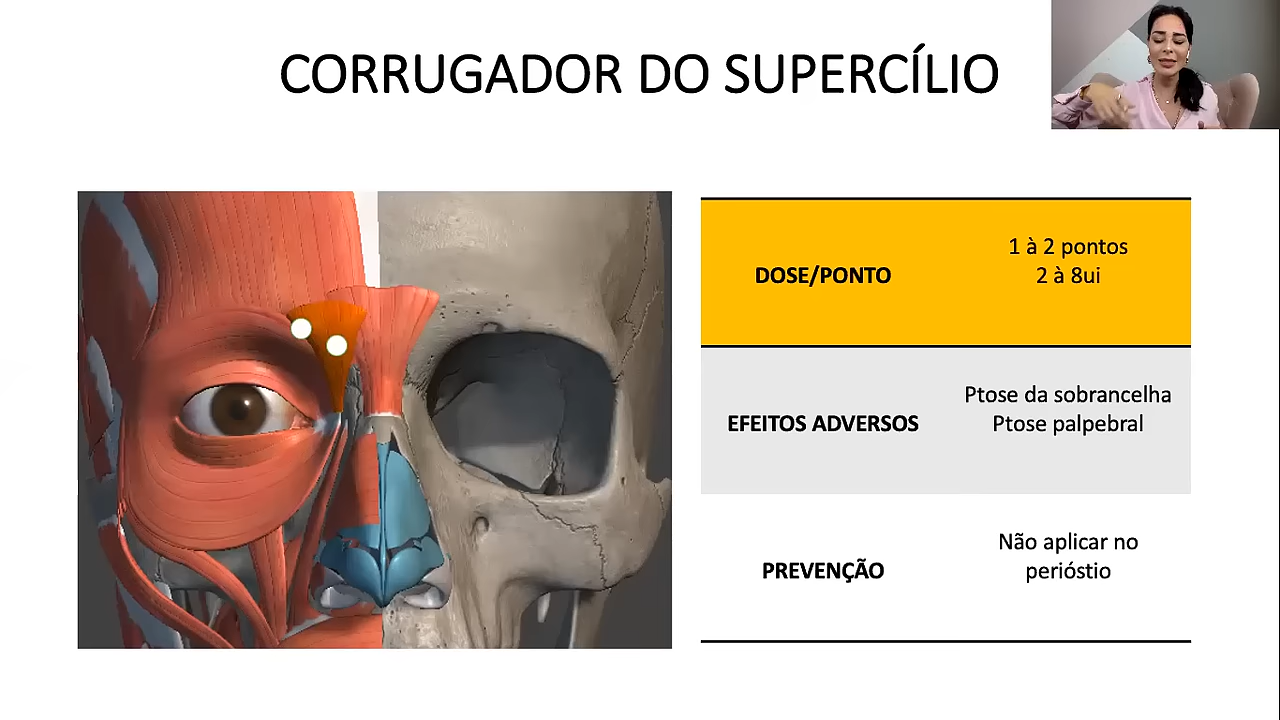 CORRUGADOR DO SUPERCÍLIO
DOSE/PONTO
1 à 2 pontos
2 à 8ui
EFEITOS ADVERSOS
Ptose da sobrancelha
Ptose palpebral
PREVENÇÃO
Não aplicar no
perióstio